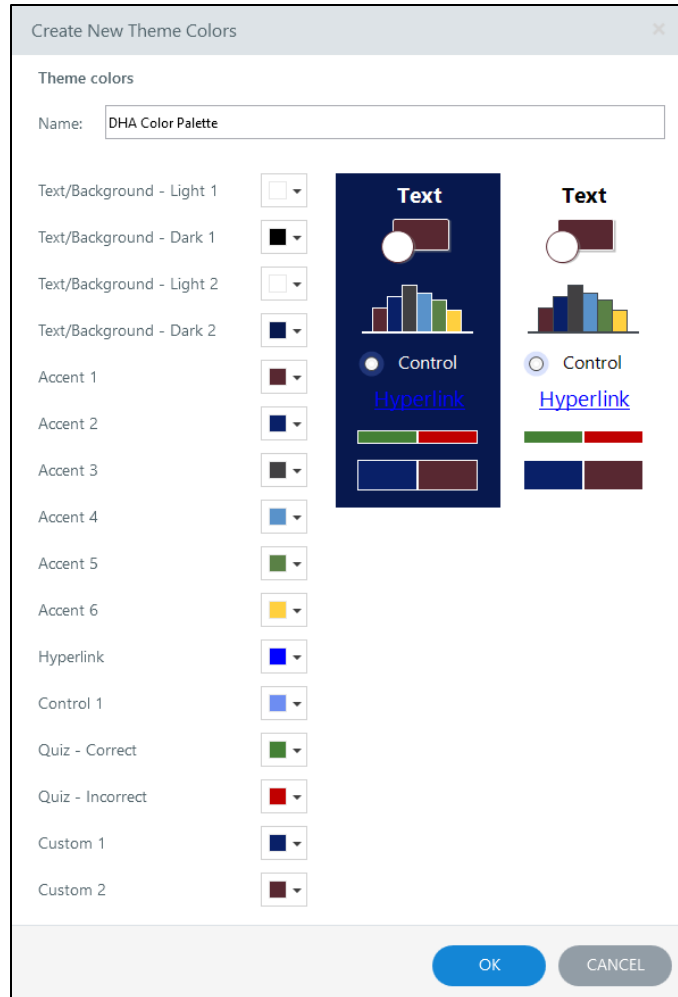 Create New Theme Colors
Theme colors
Name: DHA Color Palette
Text/Background - Light 1
Text/Background - Dark 1
Text/Background - Light 2
Text/Background - Dark 2
Accent 1
Accent 2
Accent 3
Accent 4
Accent 5
Accent 6
Hyperlink
Control 1
Quiz - Correct
Quiz - Incorrect
Custom 1
Custom 2
Text
Control
Hyperlink
Text
Control
Hyperlink
OK
CANCEL